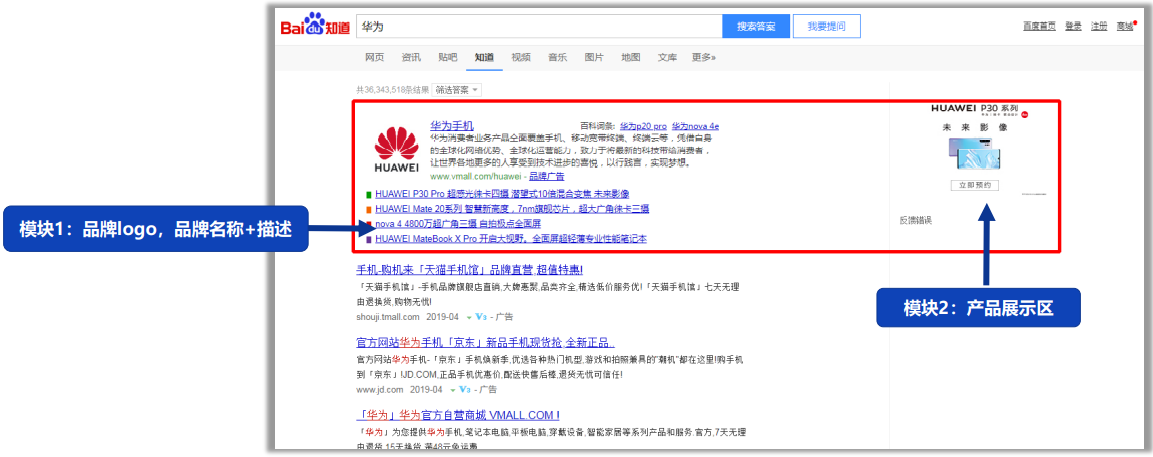 Bai du 知道
华为
搜索答案
我要提问
百度首页 登录 注册 商城
网页 资讯 贴吧 知道 视频 音乐 图片 地图 文库 更多»
共36,343,518条结果 筛选答案
华为手机 百科词条: 华为p20 pro 华为nova 4e
华为消费者业务产品全面覆盖手机、移动宽带终端、终端云等，凭借自身
的全球化网络优势、全球化运营能力，致力于将最新的科技带给消费者，
让世界各地更多的人享受到技术进步的喜悦，以行践言，实现梦想。
www.vmall.com/huawei - 品牌广告
HUAWEI
HUAWEI P30 Pro 超感光徕卡四摄 潜望式10倍混合变焦 未来影像
HUAWEI Mate 20系列 智慧新高度，7nm旗舰芯片，超大广角徕卡三摄
nova 4 4800万超广角三摄 自拍极点全面屏
HUAWEI MateBook X Pro 开启大视野。全面屏超轻薄专业性能笔记本
HUAWEI P30 系列
未来影像
立即预约
反馈错误
模块1：品牌logo，品牌名称+描述
模块2：产品展示区
手机-购机来「天猫手机馆」品牌直营,超值特惠!
「天猫手机馆」-手机品牌旗舰店直销,大牌惠聚,品类齐全,精选低价服务优!「天猫手机馆」七天无理
由退换货,购物无忧!
shouji.tmall.com 2019-04 V3 - 广告
官方网站华为手机「京东」新品手机现货抢,全新正品..
官方网站华为手机-「京东」手机焕新季,优选各种热门机型,游戏和拍照兼具的"潮机"都在这里!购手机
到「京东」!JD.COM,正品手机优惠价,配送快售后棒,退货无忧可信任!
www.jd.com 2019-04 V3 - 广告
「华为」华为官方自营商城 VMALL.COM !
「华为」为您提供华为手机,笔记本电脑,平板电脑,穿戴设备,智能家居等系列产品和服务.官方,7天无理
由退货,15天换货,满48元免运费